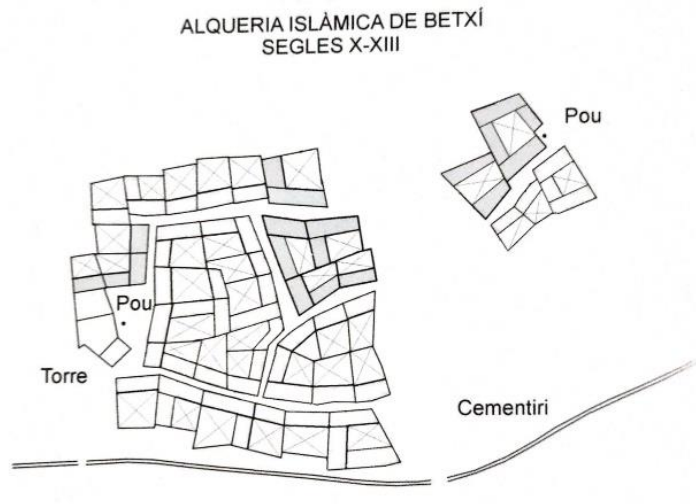 ALQUERIA ISLÀMICA DE BETXÍ
SEGLES X-XIII
Pou
Pou
Torre
Cementiri